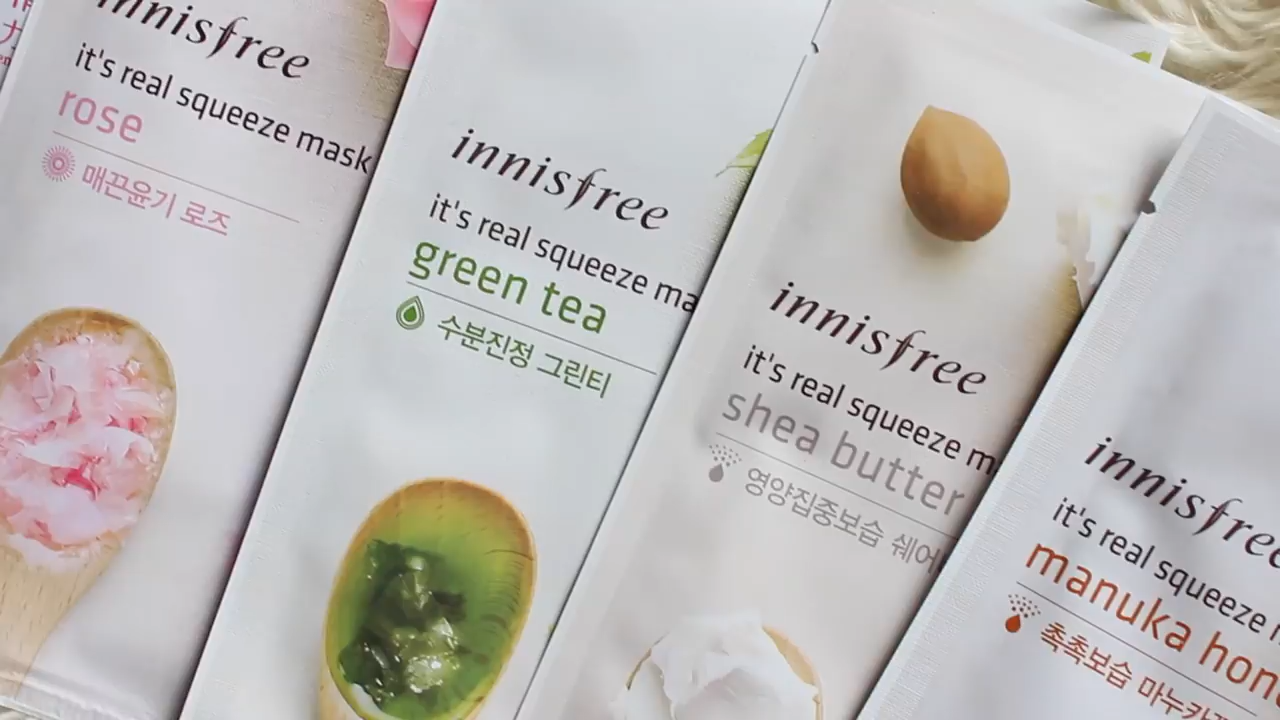 innisfree
it's real squeeze mask
rose
매끈윤기 로즈
innisfree
it's real squeeze ma
green tea
수분진정 그린티
innisfree
it's real squeeze m
shea butter
영양집중보습 쉐어
innisfree
it's real squeeze
manuka hon
촉촉보습 마누카